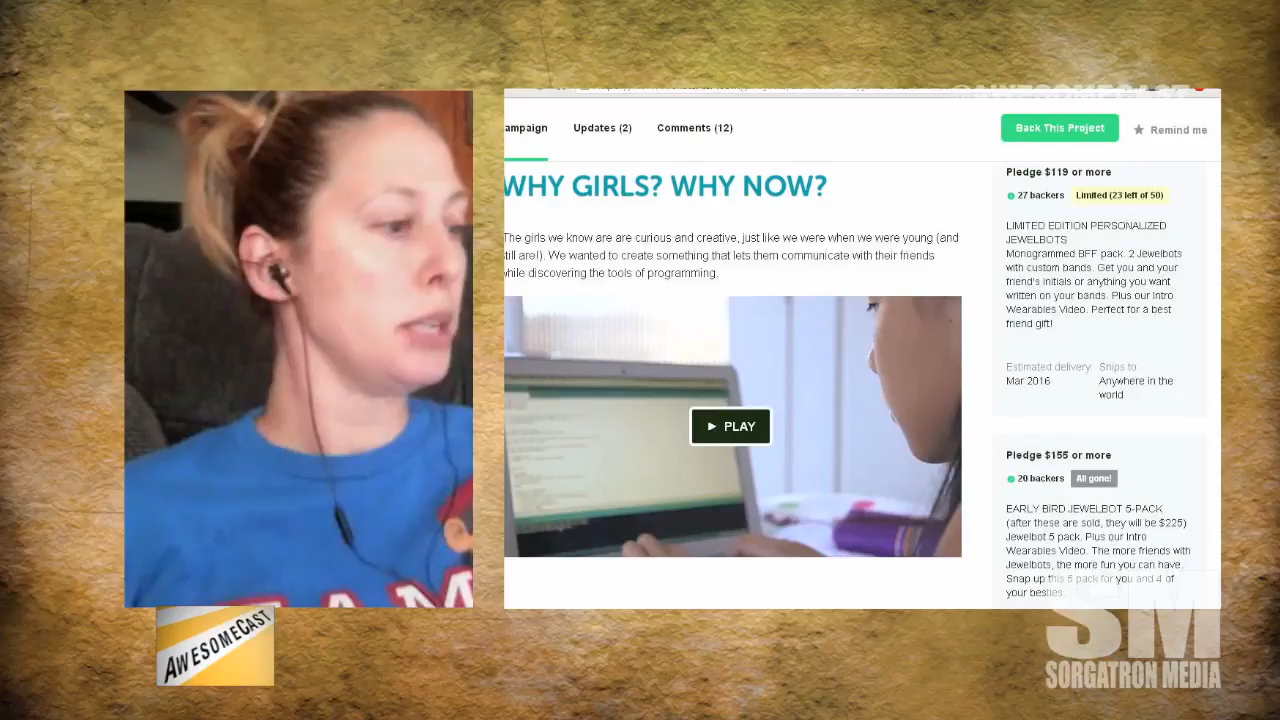 @AWESOMECAST
ampaign
Updates (2)
Comments (12)
Back This Project
Remind me
WHY GIRLS? WHY NOW?
The girls we know are are curious and creative, just like we were when we were young (and
till are!). We wanted to create something that lets them communicate with their friends
while discovering the tools of programming.
PLAY
Pledge $119 or more
27 backers
Limited (23 left of 50)
LIMITED EDITION PERSONALIZED
JEWELBOTS
Monogrammed BFF pack. 2 Jewelbots
with custom bands. Get you and your
friend's initials or anything you want
written on your bands. Plus our Intro
Wearables Video. Perfect for a best
friend gift!
Estimated delivery:
Mar 2016
Ships to
Anywhere in the
world
Pledge $155 or more
20 backers
All gone!
EARLY BIRD JEWELBOT 5-PACK
(after these are sold, they will be $225)
Jewelbot 5 pack. Plus our Intro
Wearables Video. The more friends with
Jewelbots, the more fun you can have.
Snap up this 5 pack for you and 4 of
your besties.
AWESOMECAST
SM
SORGATRON MEDIA